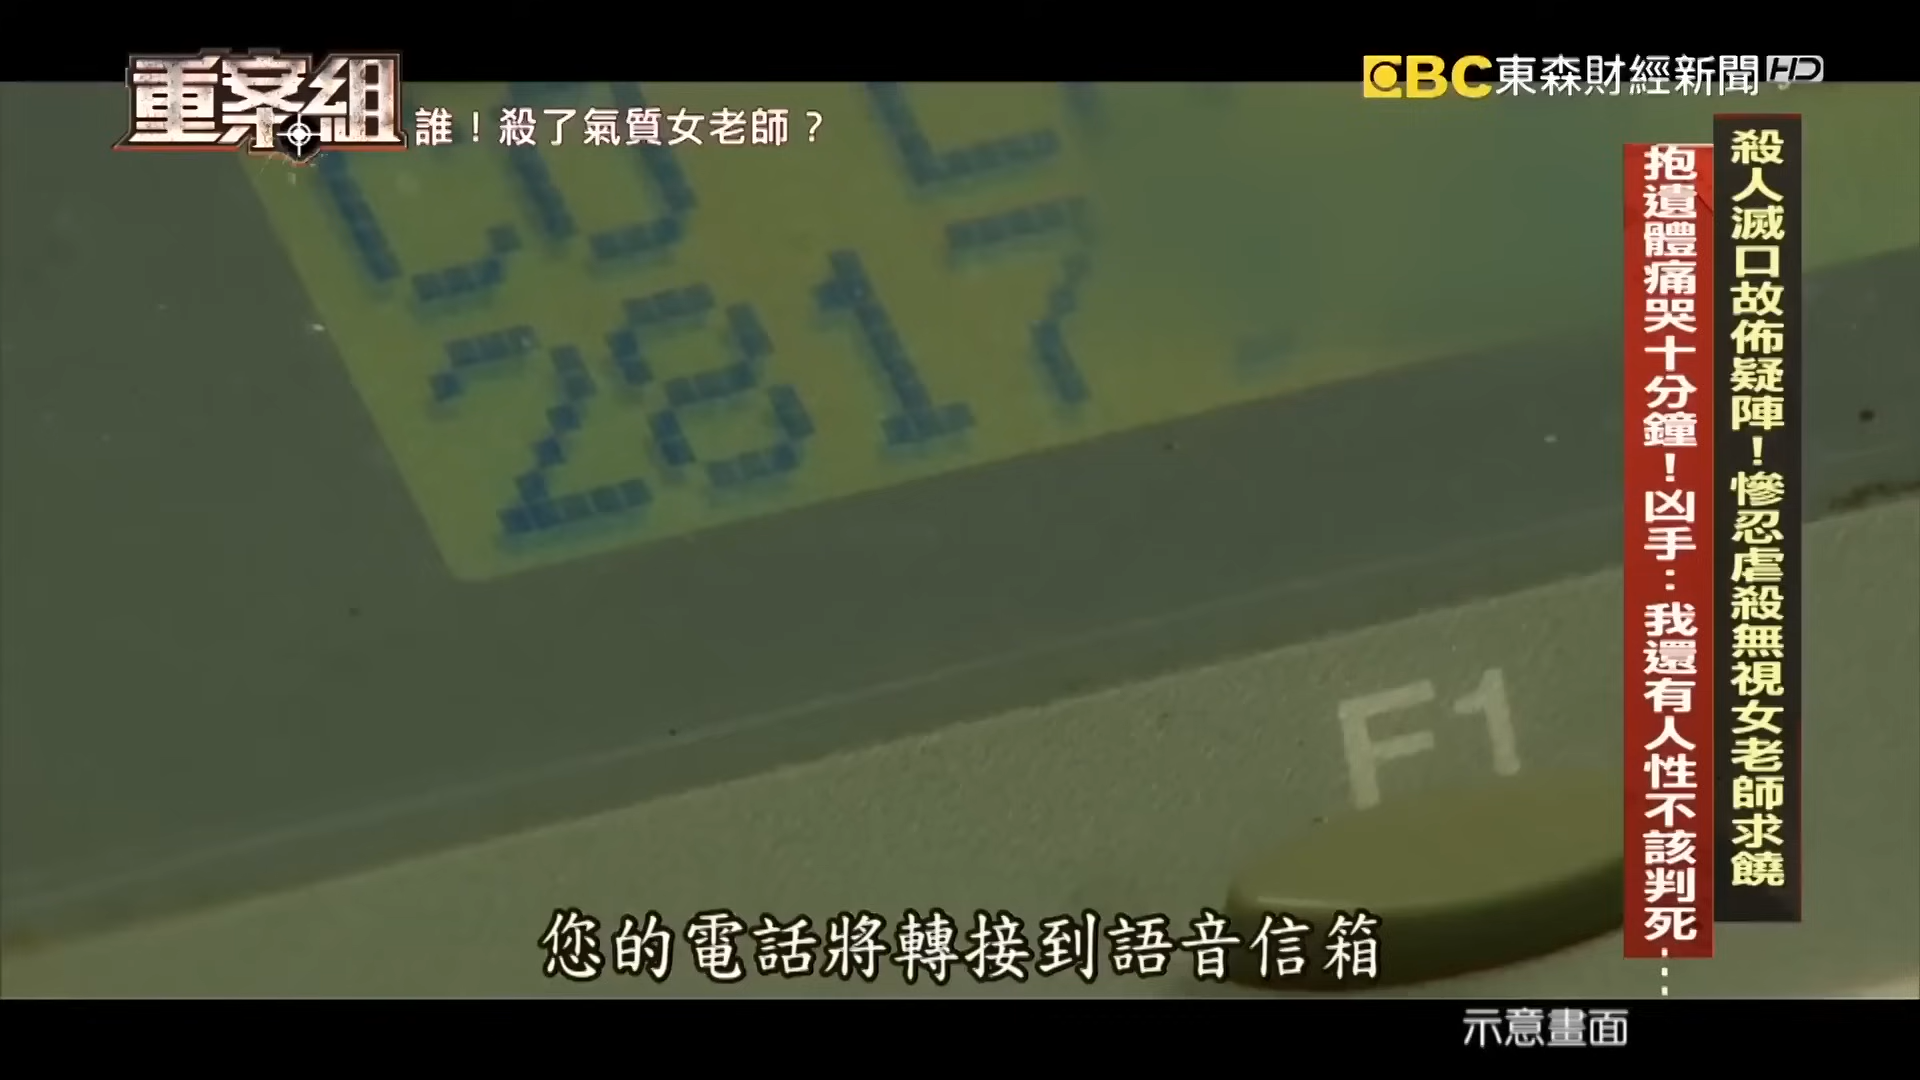 重案組
誰！殺了氣質女老師？
EBC東森財經新聞HD
殺人滅口故佈疑陣！慘忍虐殺無視女老師求饒
抱遺體痛哭十分鐘！凶手…我還有人性不該判死…
2817
F1
您的電話將轉接到語音信箱
示意畫面